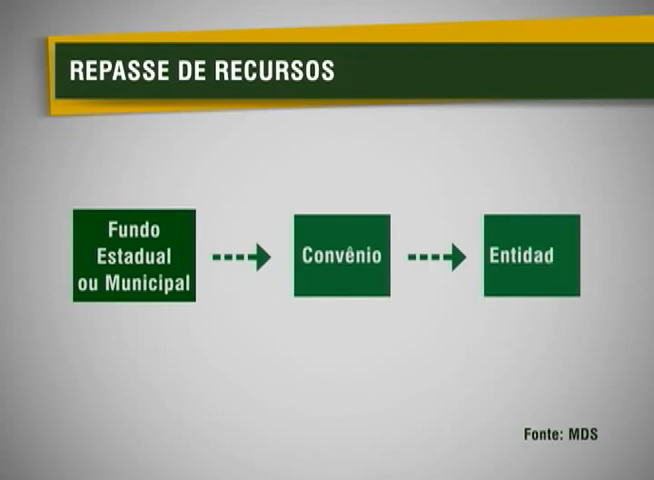 REPASSE DE RECURSOS
Fundo
Estadual
ou Municipal
Convênio
Entidad
Fonte: MDS